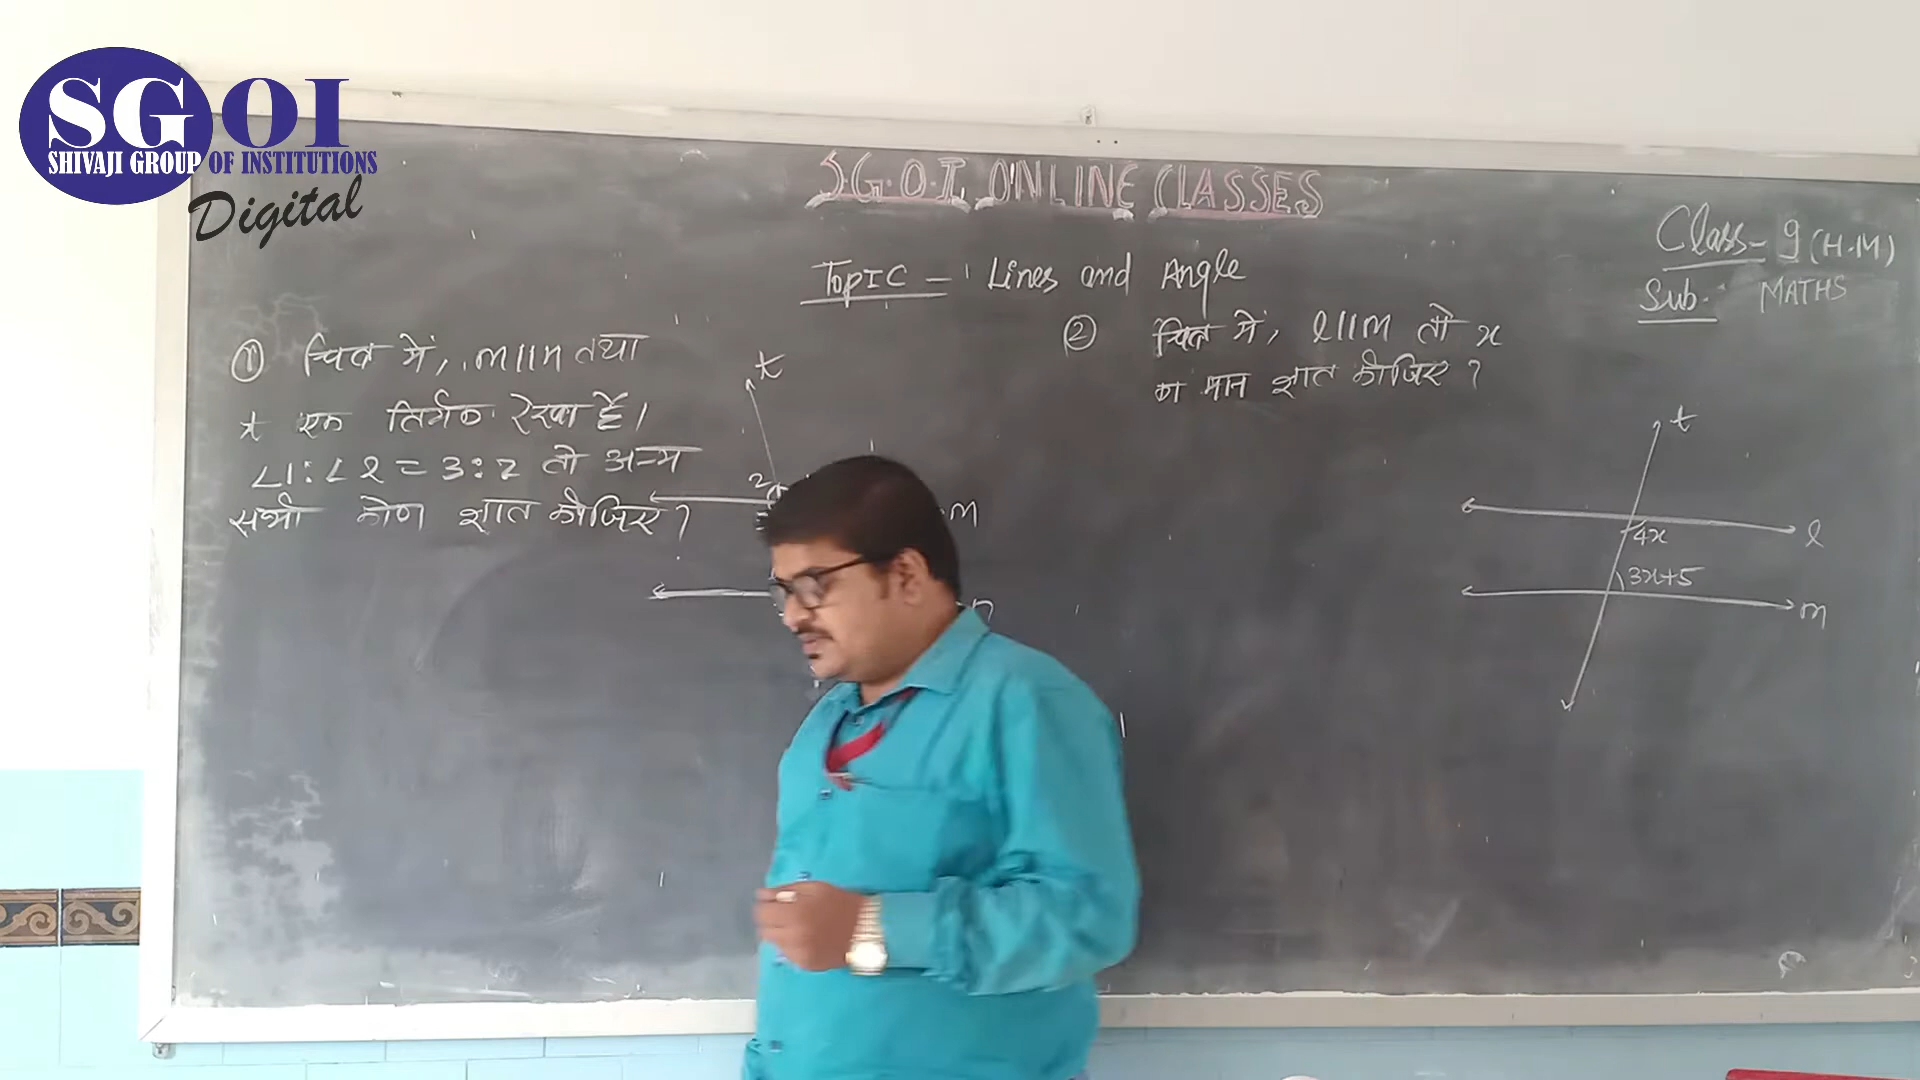 SGOI
SHIVAJI GROUP OF INSTITUTIONS
Digital
S.G.O.I. ONLINE CLASSES
Class- 9 (H.M)
Sub. MATHS
TOPIC - Lines and Angle
① चित्र में, m||n तथा
t एक तिर्यक रेखा है।
∠1:∠2 = 3:2 तो अन्य
सभी कोण ज्ञात कीजिए?
t
2
m
n
② चित्र में, l||m तो x
का मान ज्ञात कीजिए?
t
4x
l
3x+5
m